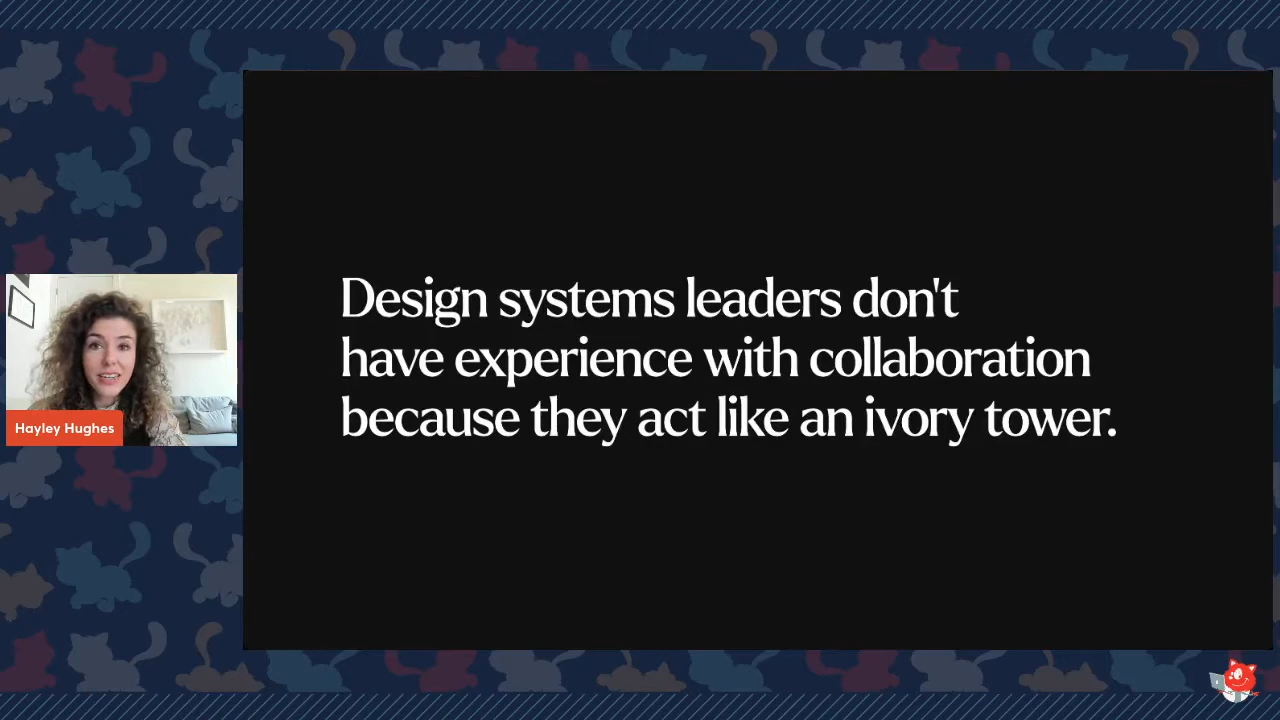 Design systems leaders don't
have experience with collaboration
because they act like an ivory tower.
Hayley Hughes